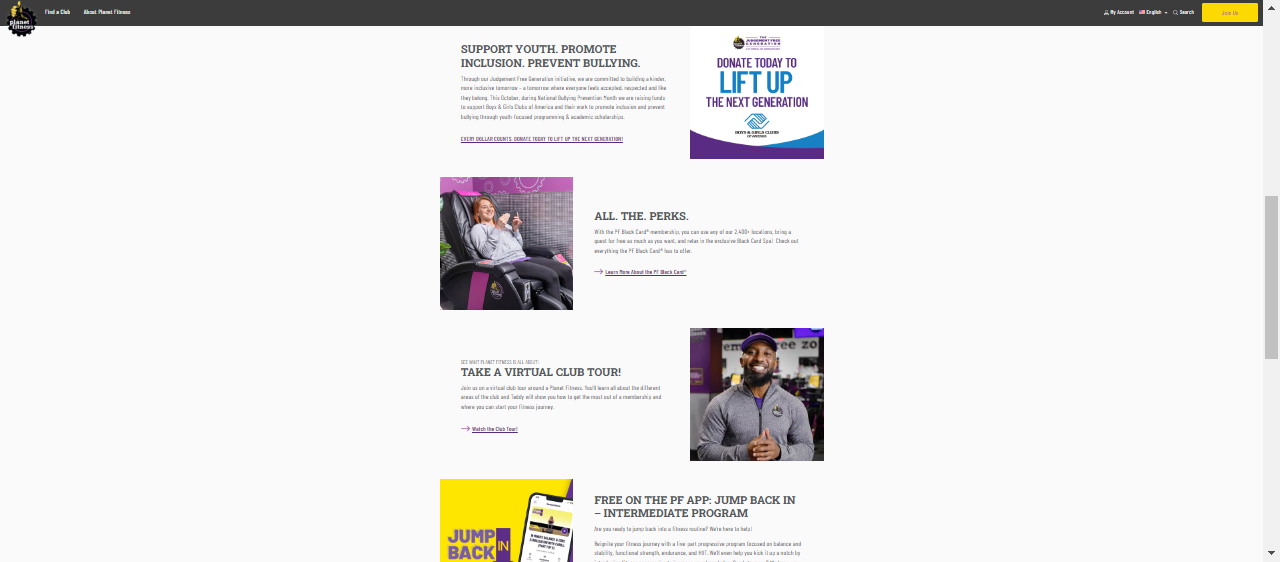 planet fitness
Find a Club
About Planet Fitness
My Account
English
Search
Join Us
SUPPORT YOUTH. PROMOTE
INCLUSION. PREVENT BULLYING.
Through our Judgement Free Generation initiative, we are committed to building a kinder,
more inclusive tomorrow – a tomorrow where everyone feels accepted, respected and like
they belong. This October, during National Bullying Prevention Month we are raising funds
to support Boys & Girls Clubs of America and their work to promote inclusion and prevent
bullying through youth-focused programming & academic scholarships.
EVERY DOLLAR COUNTS. DONATE TODAY TO LIFT UP THE NEXT GENERATION!
THE
JUDGEMENT FREE
GENERATION
DONATE TODAY TO
LIFT UP
THE NEXT GENERATION
BOYS & GIRLS CLUBS
OF AMERICA
ALL. THE. PERKS.
With the PF Black Card® membership, you can use any of our 2,400+ locations, bring a
guest for free as much as you want, and relax in the exclusive Black Card Spa! Check out
everything the PF Black Card® has to offer.
Learn More About the PF Black Card®
SEE WHAT PLANET FITNESS IS ALL ABOUT:
TAKE A VIRTUAL CLUB TOUR!
Join us on a virtual club tour around a Planet Fitness. You'll learn all about the different
areas of the club and Teddy will show you how to get the most out of a membership and
where you can start your fitness journey.
Watch the Club Tour!
JUMP
BACK IN
FREE ON THE PF APP: JUMP BACK IN
– INTERMEDIATE PROGRAM
Are you ready to jump back into a fitness routine? We're here to help!
Reignite your fitness journey with a five-part progressive program focused on balance and
stability, functional strength, endurance, and HIIT. We'll even help you kick it up a notch by